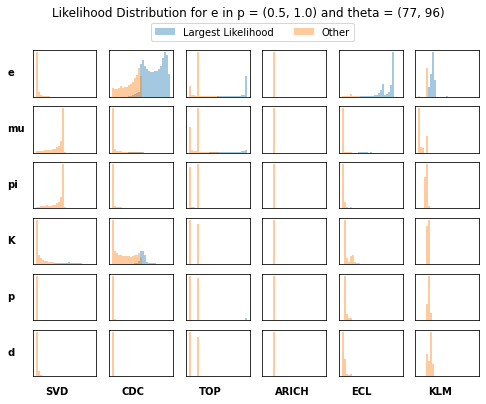 Likelihood Distribution for e in p = (0.5, 1.0) and theta = (77, 96)
Largest Likelihood Other
e
mu
pi
K
p
d
SVD CDC TOP ARICH ECL KLM